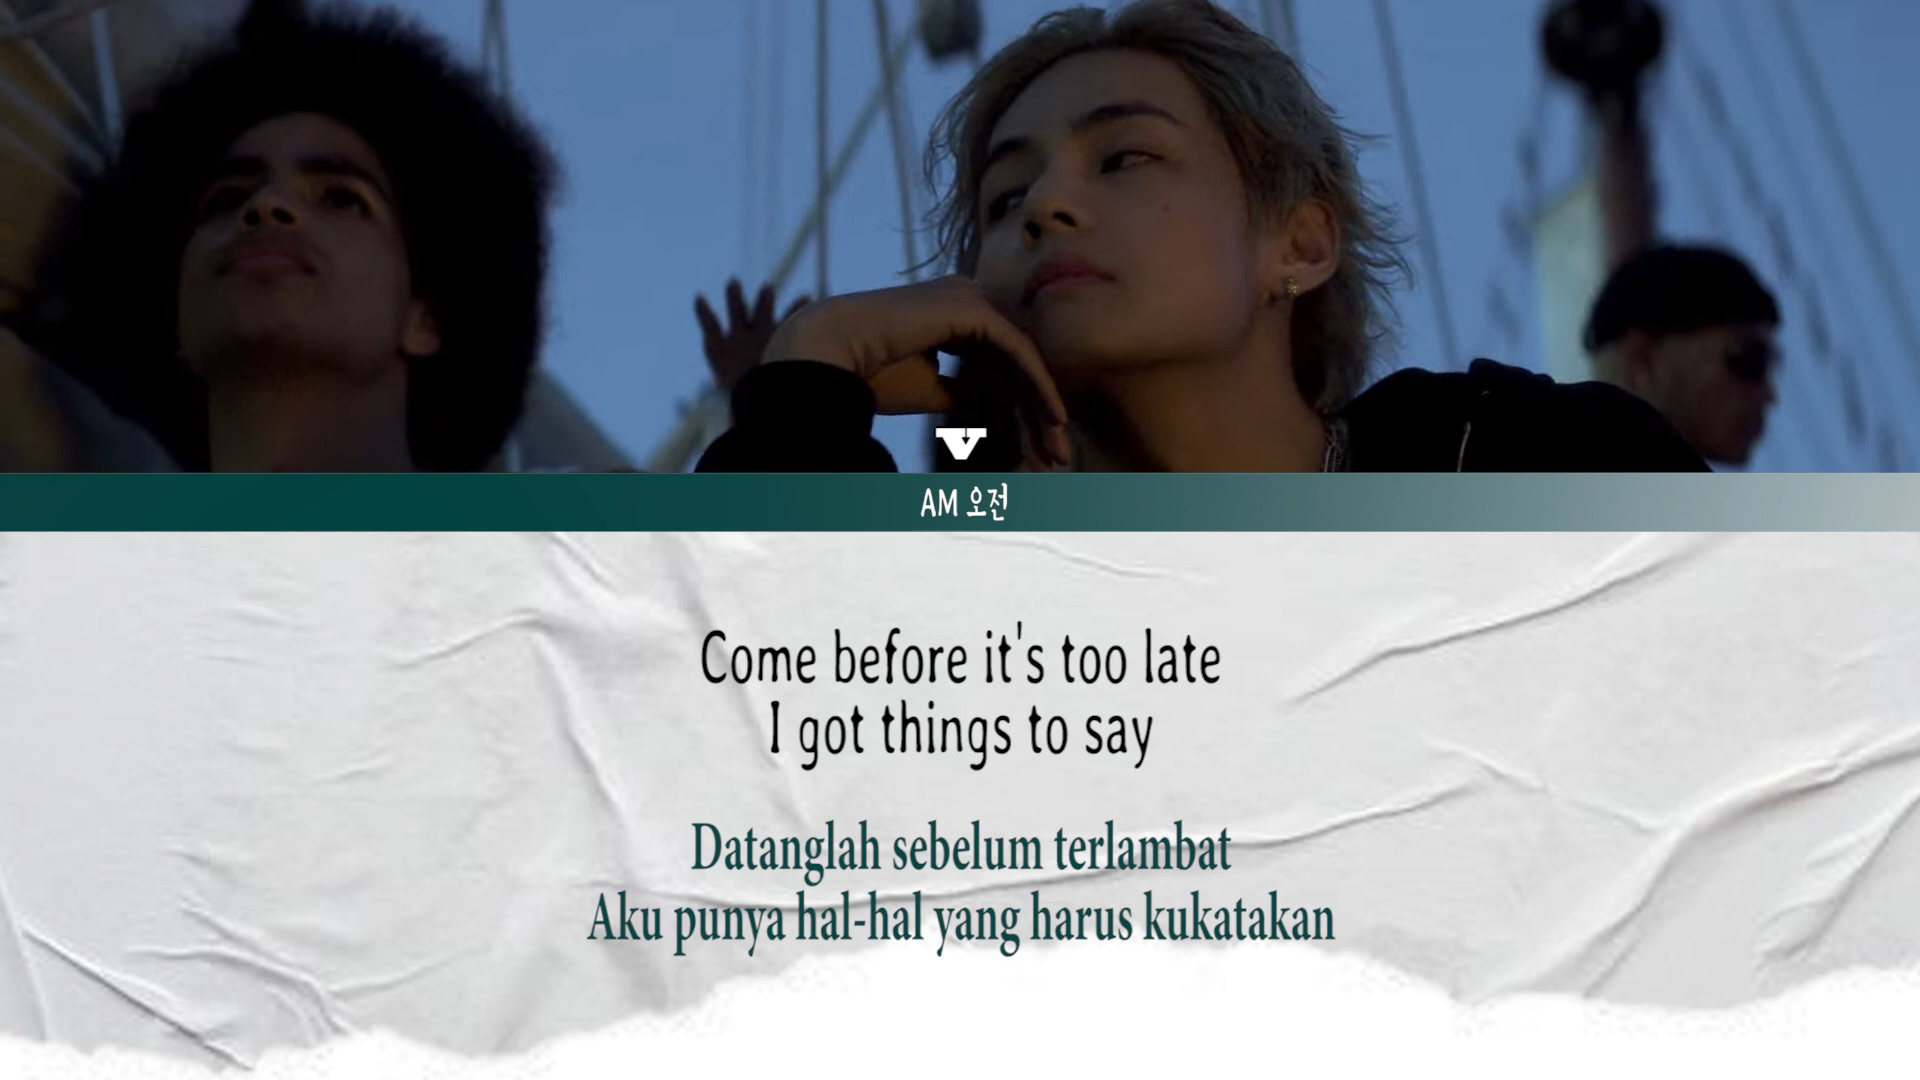 V
AM 오전
Come before it's too late
I got things to say
Datanglah sebelum terlambat
Aku punya hal-hal yang harus kukatakan